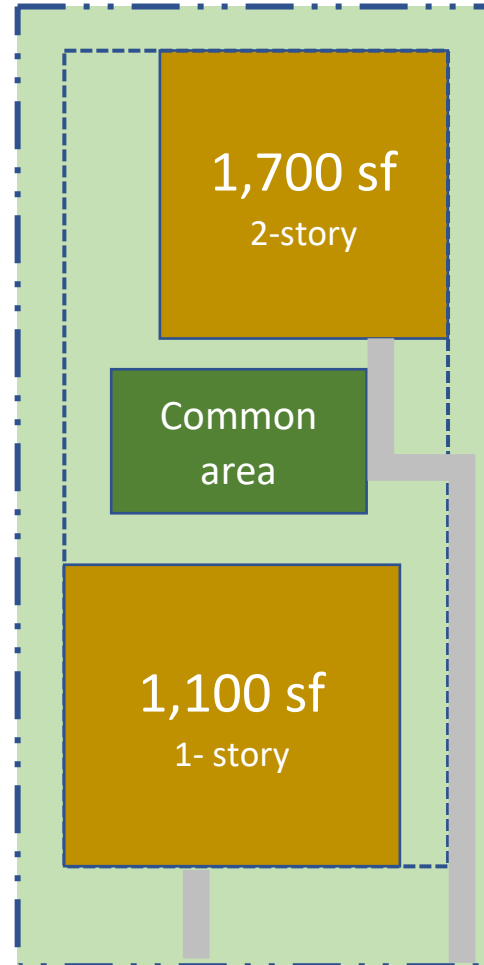 1,700 sf
2-story
Common
area
1,100 sf
1- story